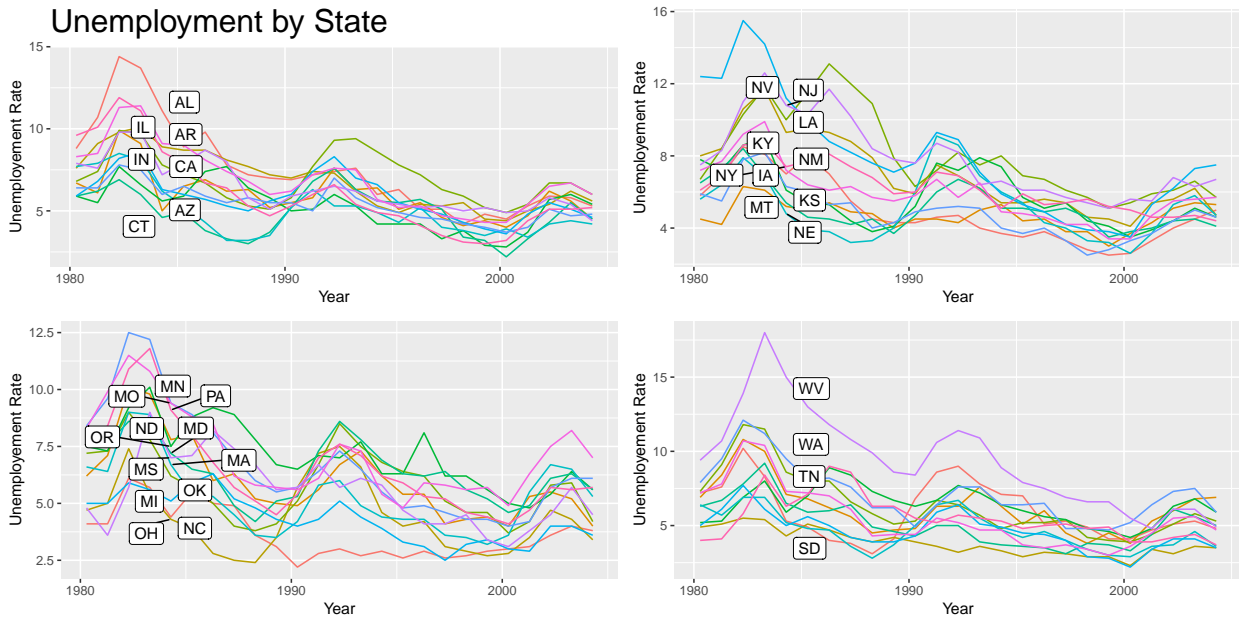 Unemployment by State
Unemployement Rate
15
10
5
AL
IL
AR
IN
CA
AZ
CT
1980
1990
2000
Year
Unemployement Rate
16
12
8
4
NV
NJ
LA
KY
NM
NY
IA
KS
MT
NE
1980
1990
2000
Year
Unemployement Rate
12.5
10.0
7.5
5.0
2.5
MN
MO
PA
ND
MD
OR
MA
MS
OK
MI
NC
OH
1980
1990
2000
Year
Unemployement Rate
15
10
5
WV
WA
TN
SD
1980
1990
2000
Year